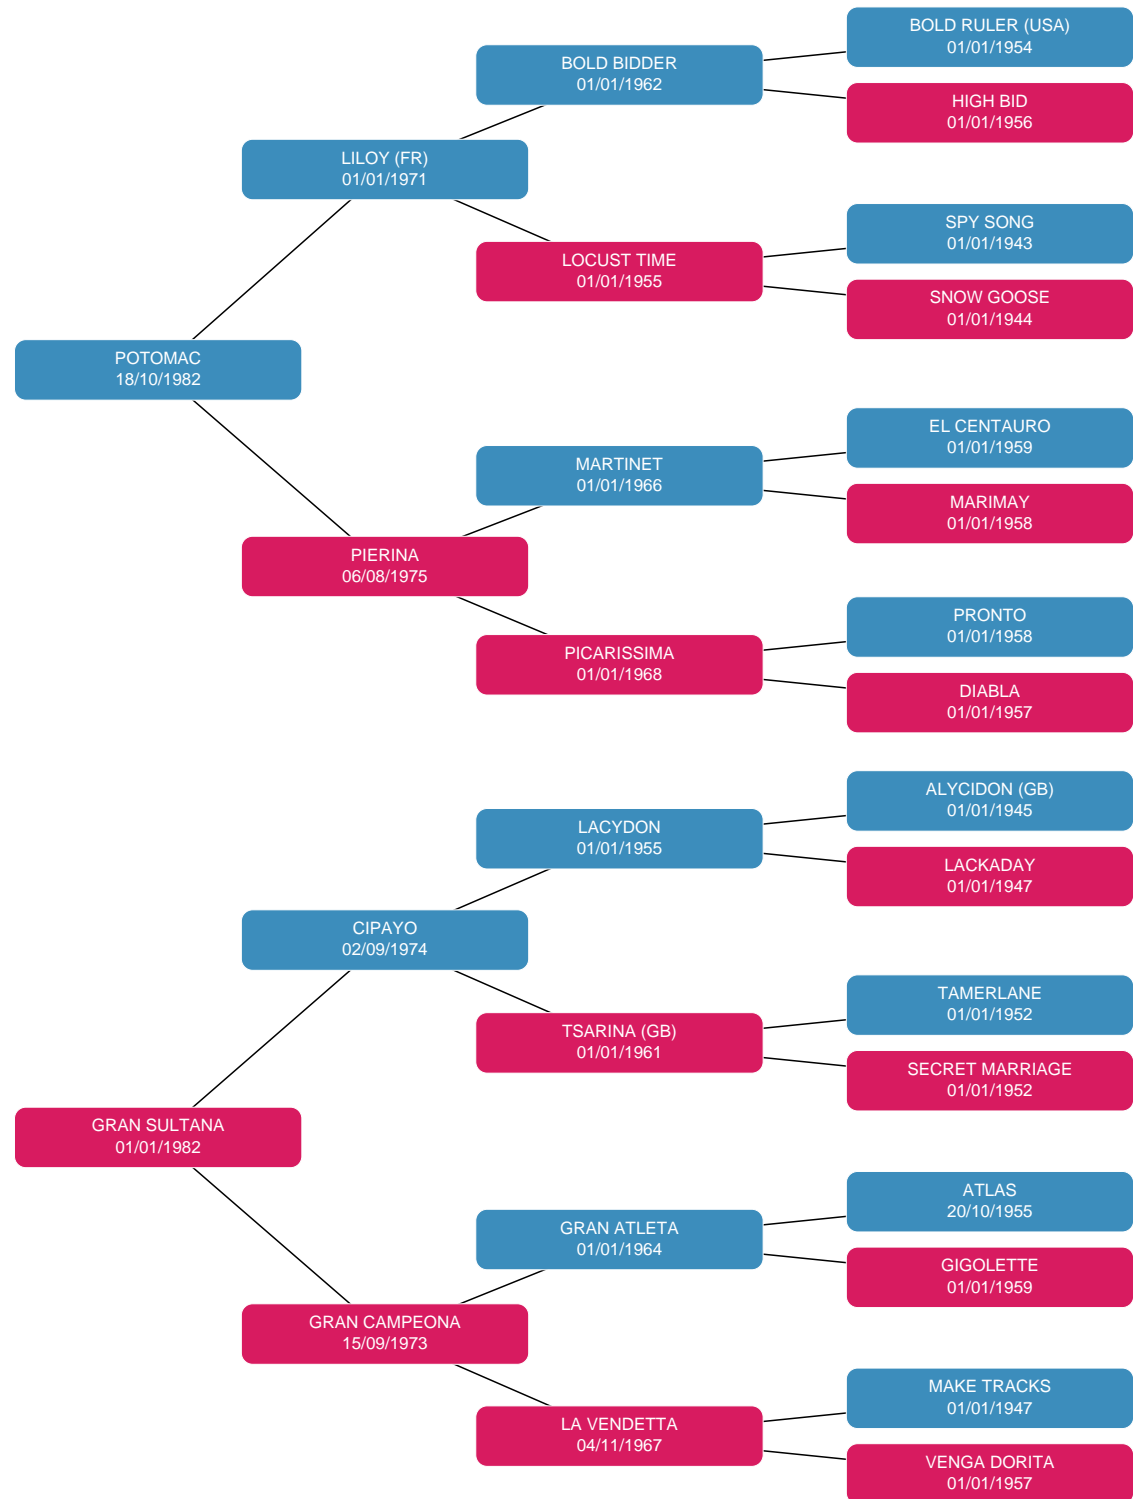 BOLD RULER (USA)
01/01/1954
BOLD BIDDER
01/01/1962
HIGH BID
01/01/1956
LILOY (FR)
01/01/1971
SPY SONG
01/01/1943
LOCUST TIME
01/01/1955
SNOW GOOSE
01/01/1944
POTOMAC
18/10/1982
EL CENTAURO
01/01/1959
MARTINET
01/01/1966
MARIMAY
01/01/1958
PIERINA
06/08/1975
PRONTO
01/01/1958
PICARISSIMA
01/01/1968
DIABLA
01/01/1957
ALYCIDON (GB)
01/01/1945
LACYDON
01/01/1955
LACKADAY
01/01/1947
CIPAYO
02/09/1974
TAMERLANE
01/01/1952
TSARINA (GB)
01/01/1961
SECRET MARRIAGE
01/01/1952
GRAN SULTANA
01/01/1982
ATLAS
20/10/1955
GRAN ATLETA
01/01/1964
GIGOLETTE
01/01/1959
GRAN CAMPEONA
15/09/1973
MAKE TRACKS
01/01/1947
LA VENDETTA
04/11/1967
VENGA DORITA
01/01/1957